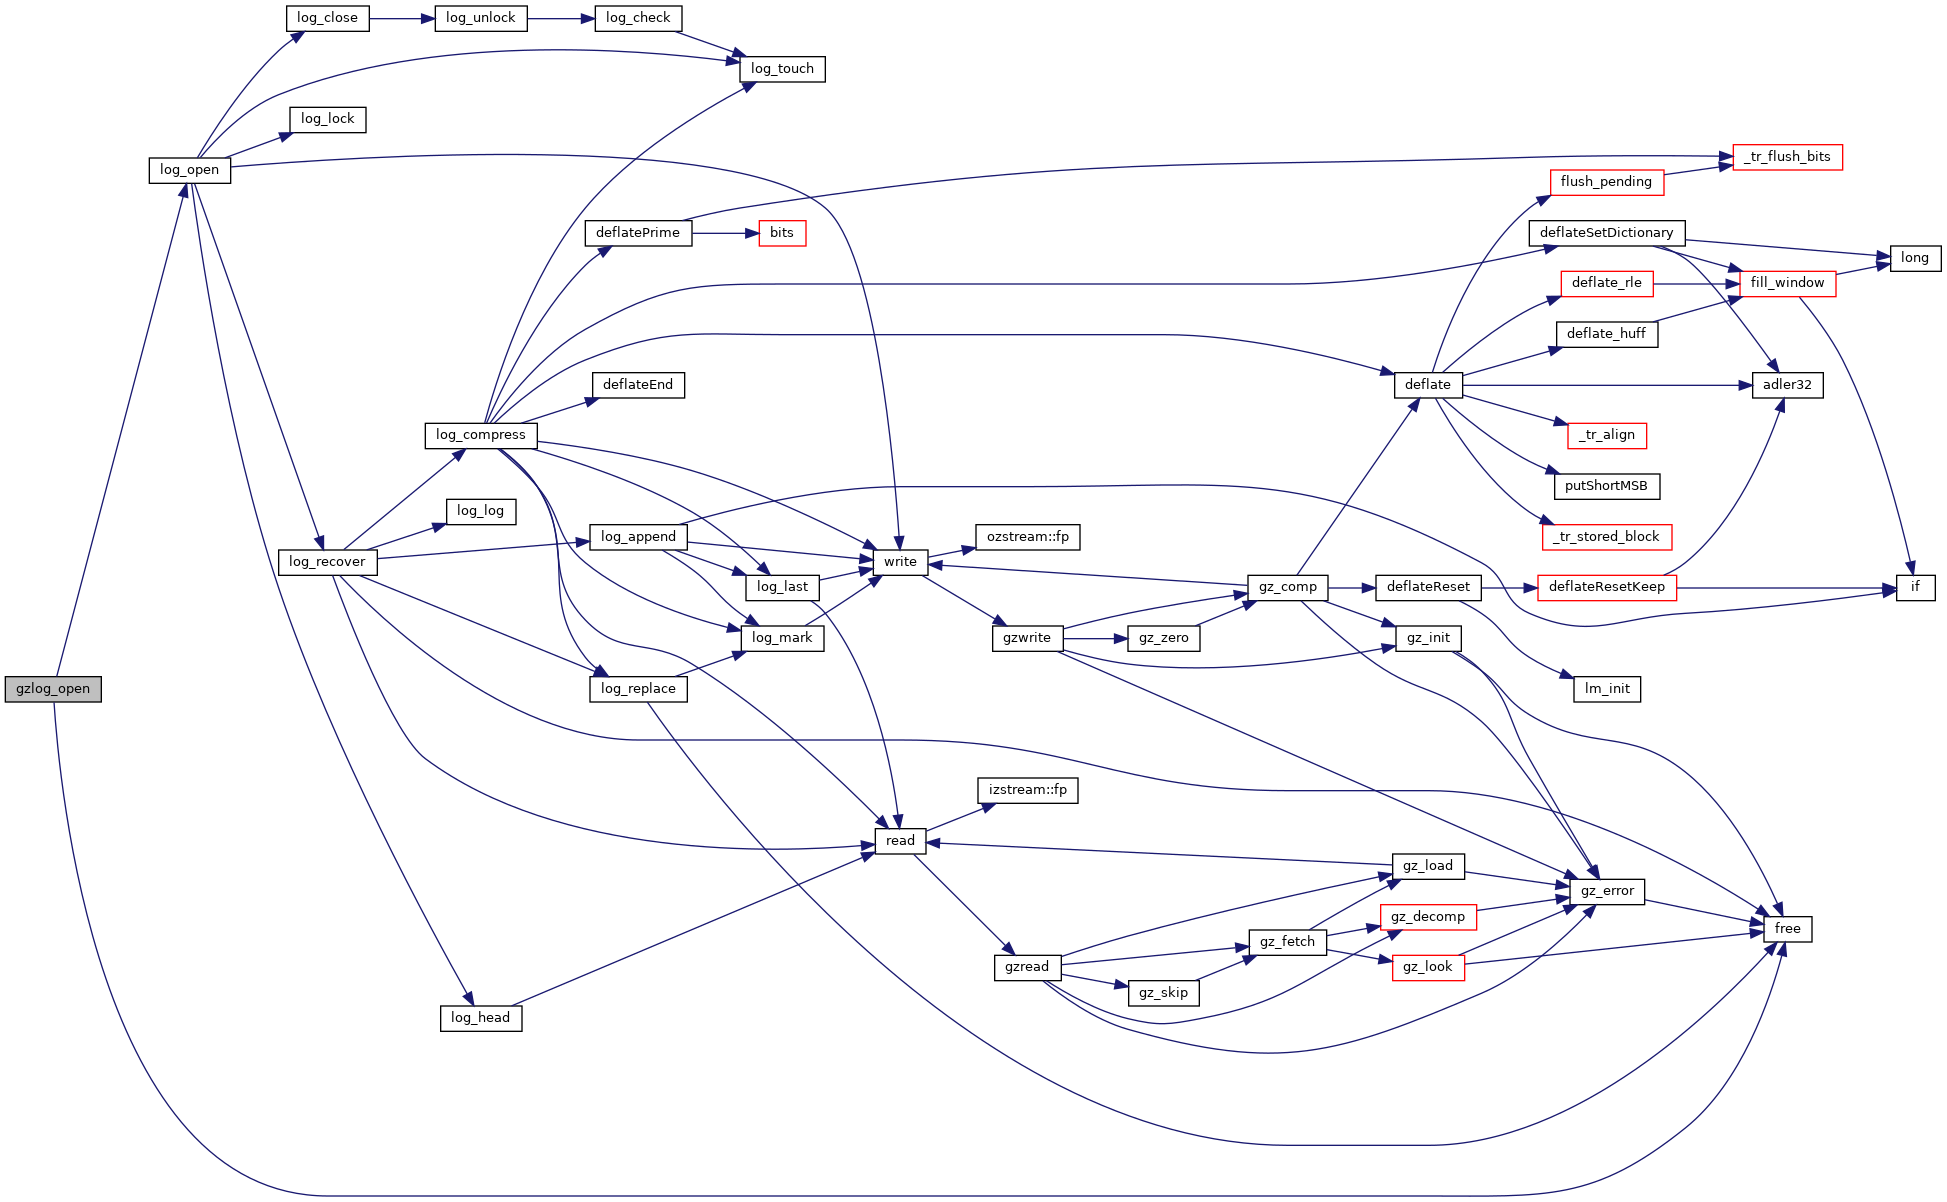 log_close
log_unlock
log_check
log_touch
log_lock
log_open
_tr_flush_bits
flush_pending
deflatePrime
bits
deflateSetDictionary
long
deflate_rle
fill_window
deflate_huff
deflateEnd
deflate
adler32
log_compress
_tr_align
putShortMSB
log_log
log_append
ozstream::fp
_tr_stored_block
log_recover
write
log_last
gz_comp
deflateReset
deflateResetKeep
if
log_mark
gzwrite
gz_zero
gz_init
gzlog_open
log_replace
lm_init
izstream::fp
read
gz_load
gz_error
gz_decomp
free
gz_fetch
gzread
gz_look
gz_skip
log_head